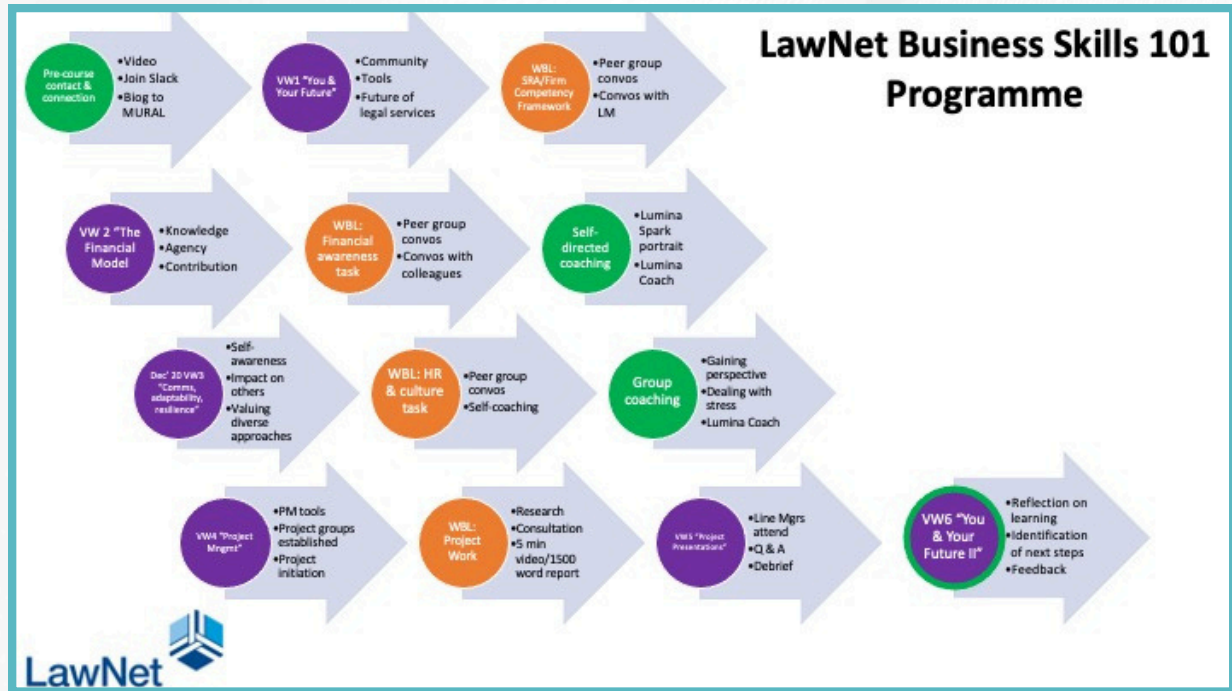 LawNet Business Skills 101
Programme
Pre-course
contact &
connection
•Video
•Join Slack
•Biog to
MURAL
VW1 "You &
Your Future"
•Community
•Tools
•Future of
legal services
WBL:
SRA/Firm
Competency
Framework
•Peer group
convos
•Convos with
LM
VW 2 "The
Financial
Model
•Knowledge
•Agency
•Contribution
WBL:
Financial
awareness
task
•Peer group
convos
•Convos with
colleagues
Self-
directed
coaching
•Lumina
Spark
portrait
•Lumina
Coach
Dec' 20 VW3
"Comms,
adaptability,
resilience"
•Self-
awareness
•Impact on
others
•Valuing
diverse
approaches
WBL: HR
& culture
task
•Peer group
convos
•Self-coaching
Group
coaching
•Gaining
perspective
•Dealing with
stress
•Lumina Coach
VW4 "Project
Mngmt"
•PM tools
•Project groups
established
•Project
initiation
WBL:
Project
Work
•Research
•Consultation
•5 min
video/1500
word report
VW5 "Project
Presentations"
•Line Mgrs
attend
•Q & A
•Debrief
VW6 "You
& Your
Future II"
•Reflection on
learning
•Identification
of next steps
•Feedback
LawNet